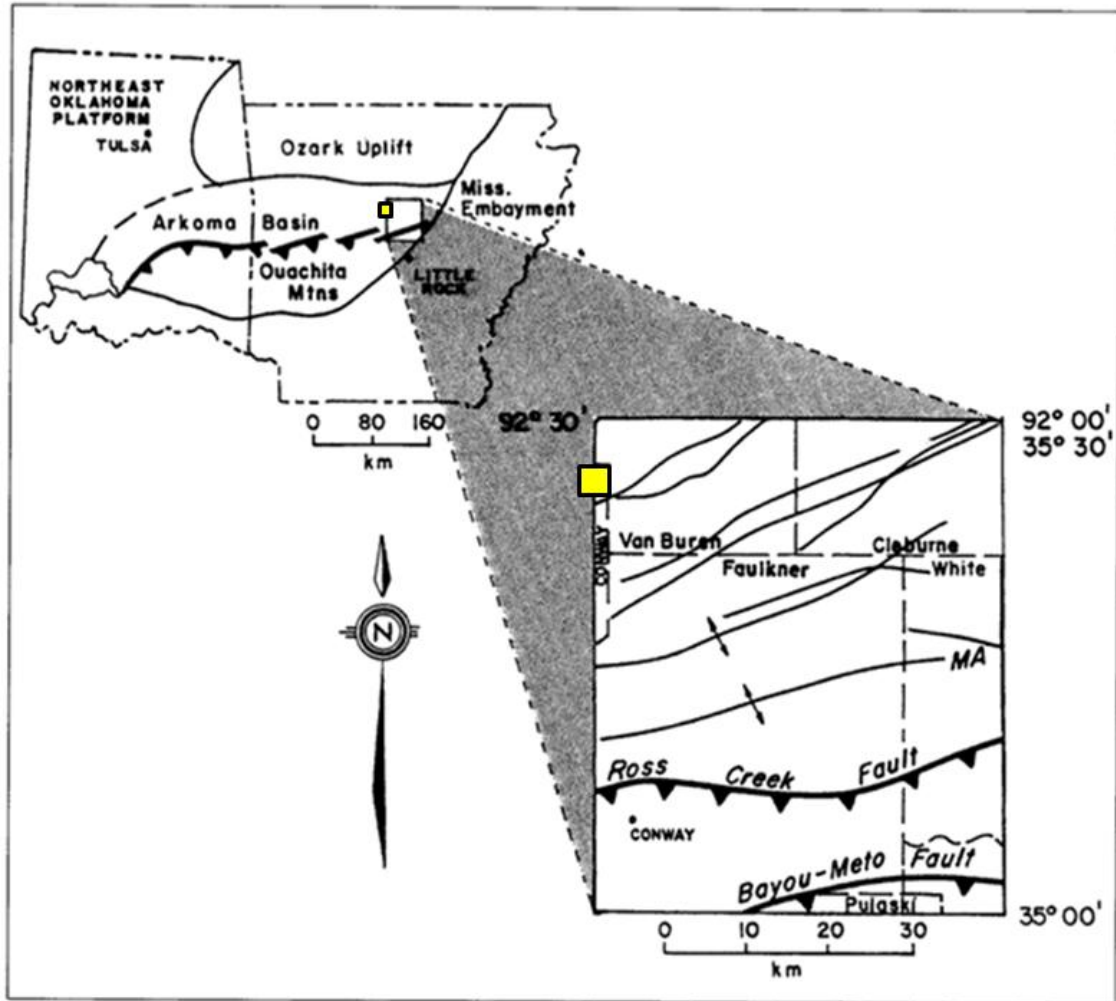 NORTHEAST
OKLAHOMA
PLATFORM
TULSA
Ozark Uplift
Miss.
Embayment
Arkoma Basin
Ouachita
Mtns
LITTLE
ROCK
0 80 160
km
92° 30'
92° 00'
35° 30'
CONWAY
Van Buren
Cleburne
Faulkner
White
MA
N
Ross Creek Fault
CONWAY
Bayou-Meto Fault
Pulaski
35° 00'
0 10 20 30
km